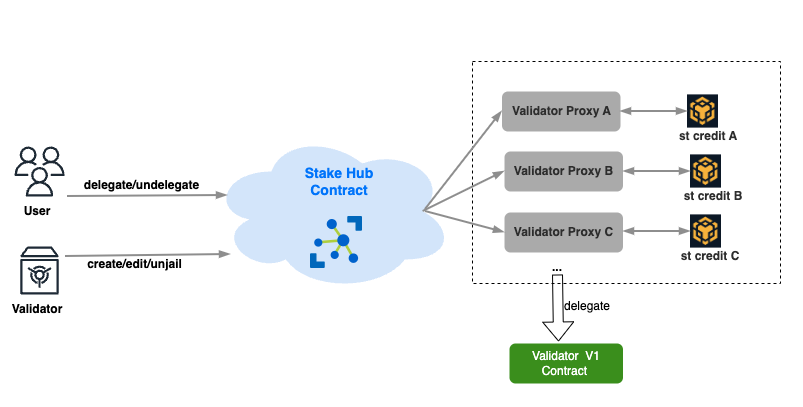 User
delegate/undelegate
Validator
create/edit/unjail
Stake Hub
Contract
Validator Proxy A
st credit A
Validator Proxy B
st credit B
Validator Proxy C
st credit C
...
delegate
Validator V1
Contract